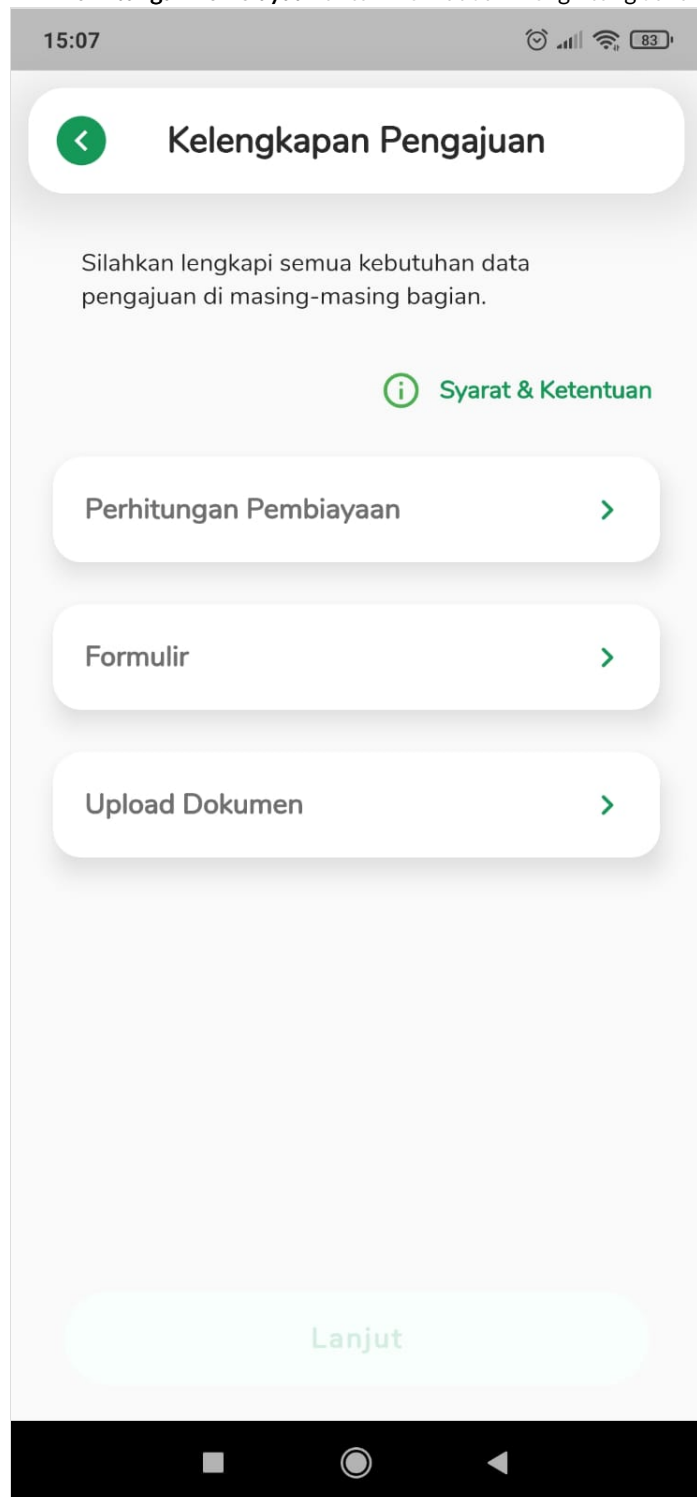 15:07
83
Kelengkapan Pengajuan
Silahkan lengkapi semua kebutuhan data
pengajuan di masing-masing bagian.
Syarat & Ketentuan
Perhitungan Pembiayaan
Formulir
Upload Dokumen
Lanjut